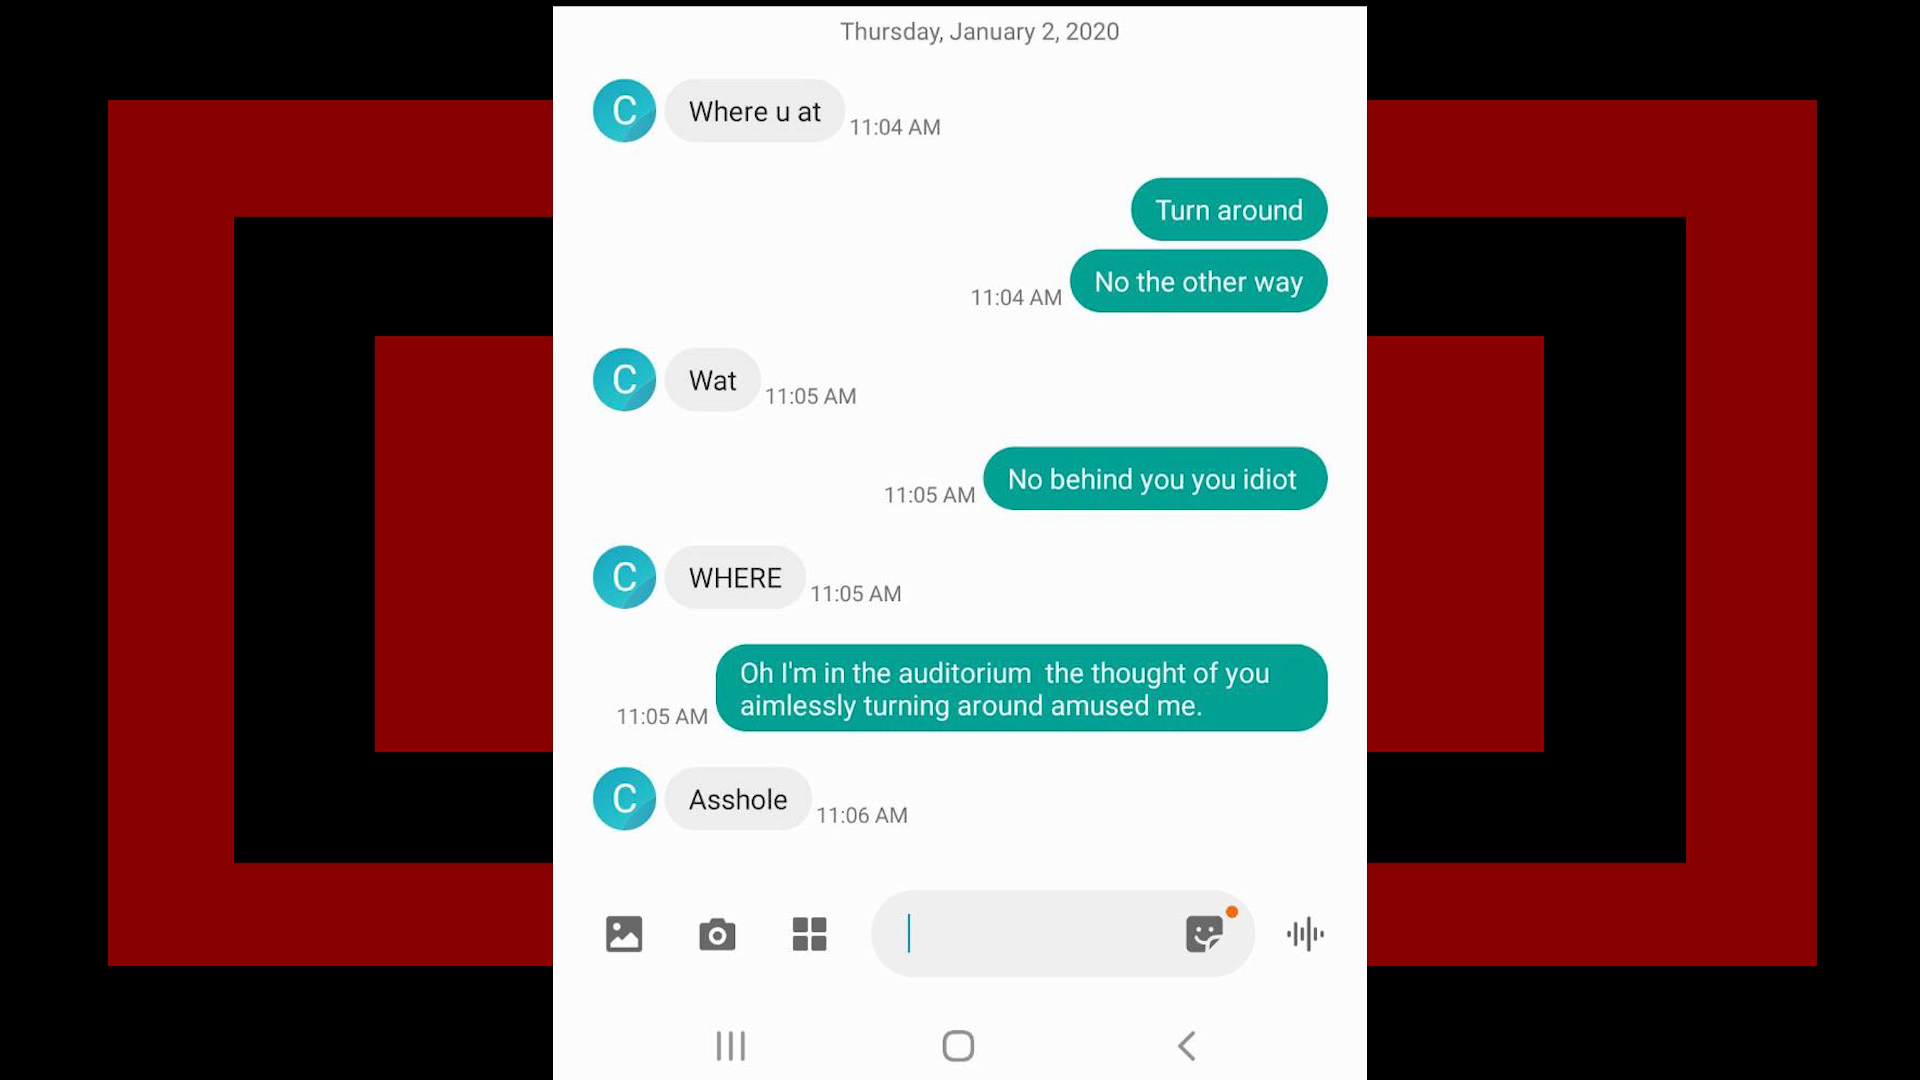 Thursday, January 2, 2020
C
Where u at
11:04 AM
Turn around
No the other way
11:04 AM
C
Wat
11:05 AM
No behind you you idiot
11:05 AM
C
WHERE
11:05 AM
Oh I'm in the auditorium  the thought of you
aimlessly turning around amused me.
11:05 AM
C
Asshole
11:06 AM